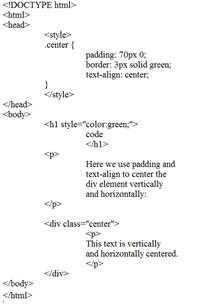 <!DOCTYPE html>
<html>
<head>
<style>
.center {
padding: 70px 0;
border: 3px solid green;
text-align: center;
}
</style>
</head>
<body>
<h1 style="color:green;">
code
</h1>
<p>
Here we use padding and
text-align to center the
div element vertically
and horizontally:
</p>
<div class="center">
<p>
This text is vertically
and horizontally centered.
</p>
</div>
</body>
</html>